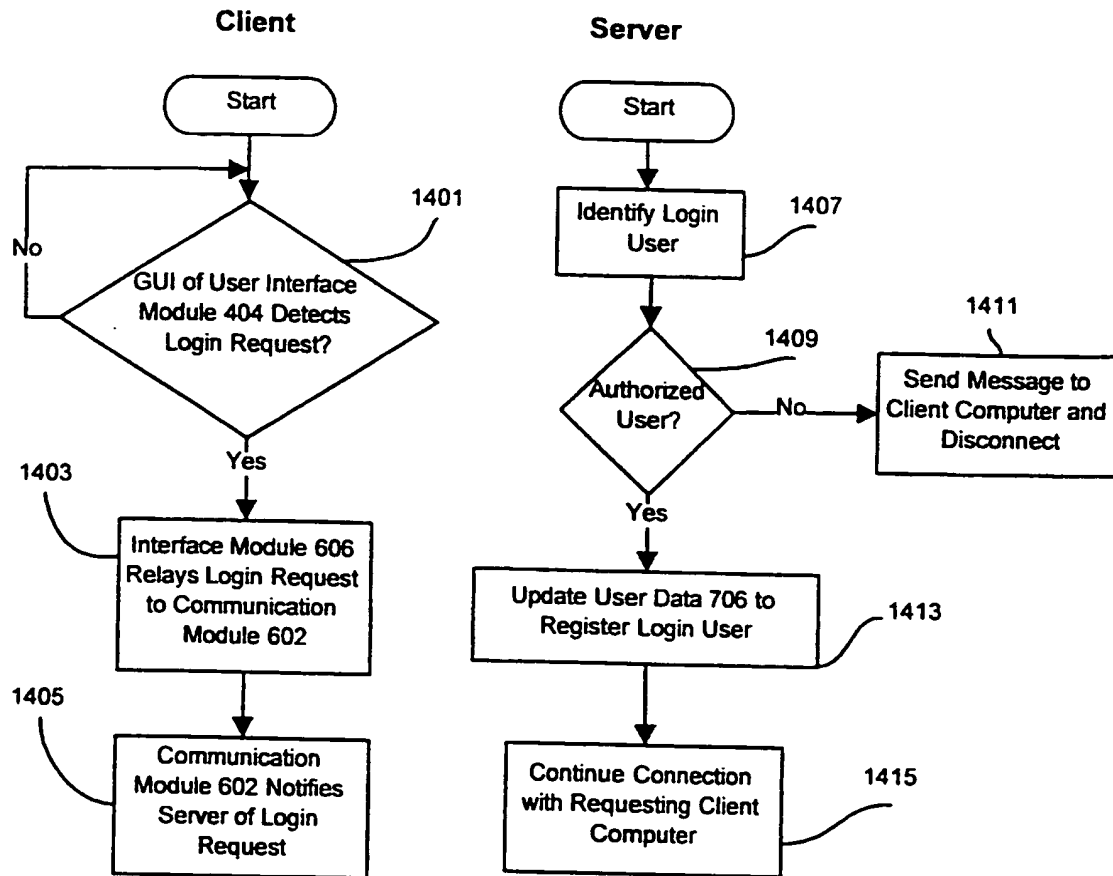 Client
Start
1401
No
GUI of User Interface
Module 404 Detects
Login Request?
Yes
1403
Interface Module 606
Relays Login Request
to Communication
Module 602
1405
Communication
Module 602 Notifies
Server of Login
Request
Server
Start
Identify Login
User
1407
1409
Authorized
User?
No
1411
Send Message to
Client Computer and
Disconnect
Yes
Update User Data 706 to
Register Login User
1413
Continue Connection
with Requesting Client
Computer
1415